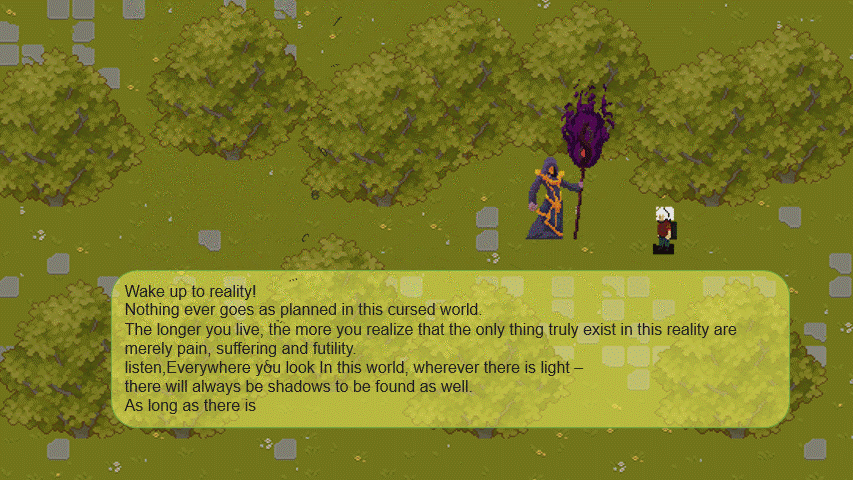 Wake up to reality!
Nothing ever goes as planned in this cursed world.
The longer you live, the more you realize that the only thing truly exist in this reality are
merely pain, suffering and futility.
listen,Everywhere you look In this world, wherever there is light –
there will always be shadows to be found as well.
As long as there is